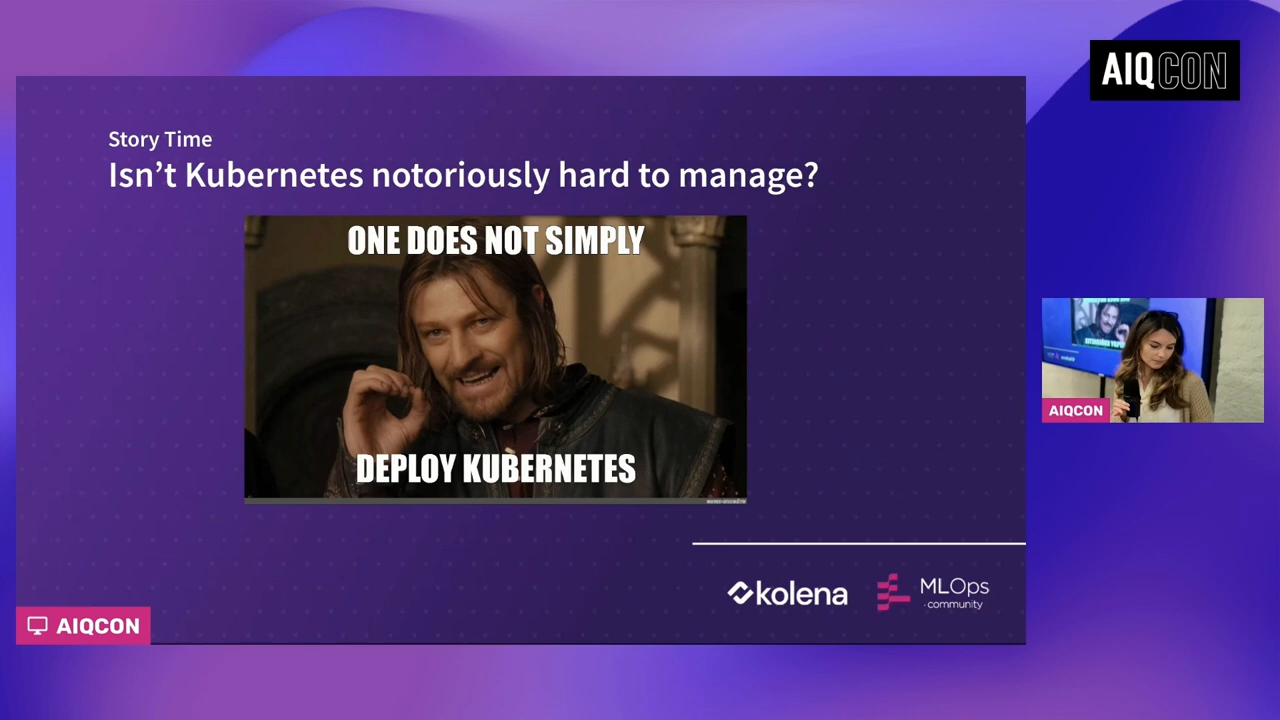 AIQCON
Story Time
Isn’t Kubernetes notoriously hard to manage?
ONE DOES NOT SIMPLY
DEPLOY KUBERNETES
AIQCON
kolena
MLOps
community
AIQCON